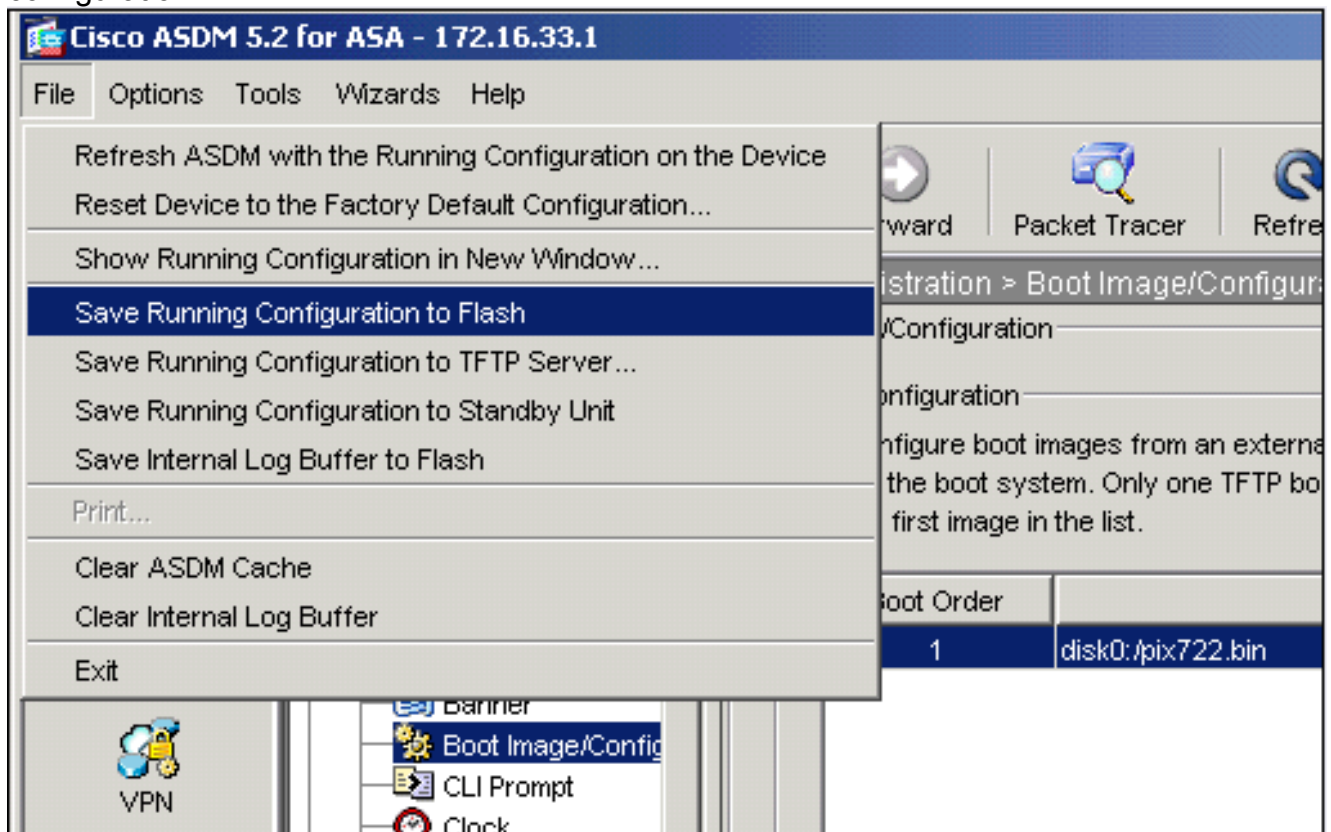 Cisco ASDM 5.2 for ASA - 172.16.33.1
File Options Tools Wizards Help
Refresh ASDM with the Running Configuration on the Device
Reset Device to the Factory Default Configuration...
Show Running Configuration in New Window...
Save Running Configuration to Flash
Save Running Configuration to TFTP Server...
Save Running Configuration to Standby Unit
Save Internal Log Buffer to Flash
Print...
Clear ASDM Cache
Clear Internal Log Buffer
Exit
rward Packet Tracer Refre
istration > Boot Image/Configur
/Configuration
onfiguration
nfigure boot images from an externa
the boot system. Only one TFTP bo
first image in the list.
Boot Order
1 disk0:/pix722.bin
Banner
Boot Image/Config
CLI Prompt
Clock
VPN